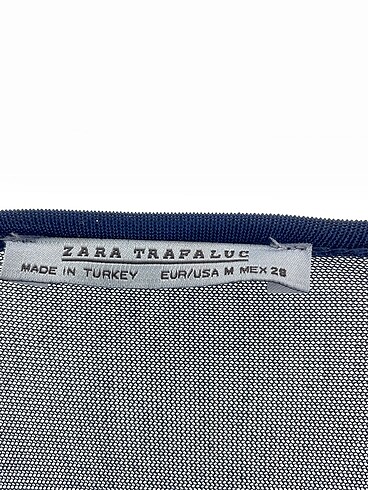 ZARA TRAFALUC
MADE IN TURKEY EUR/USA M MEX 28